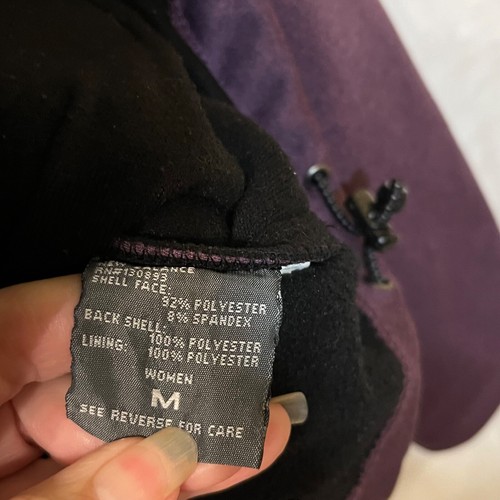 RN#130893
SHELL FACE:
92% POLYESTER
8% SPANDEX
BACK SHELL:
100% POLYESTER
LINING: 100% POLYESTER
WOMEN
M
SEE REVERSE FOR CARE